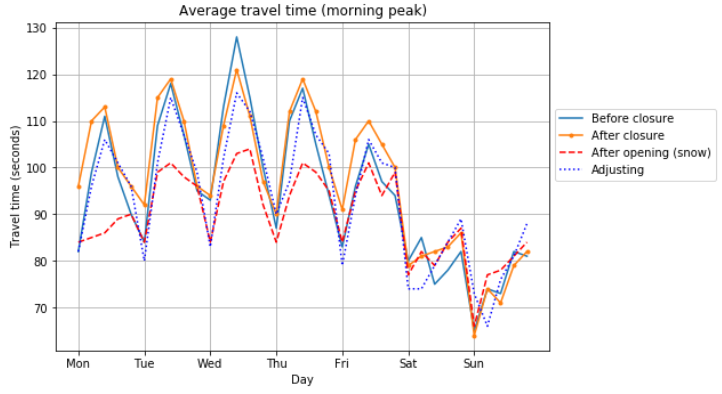 Average travel time (morning peak)
130
120
110
100
90
80
70
Travel time (seconds)
Mon Tue Wed Thu Fri Sat Sun
Day
Before closure
After closure
After opening (snow)
Adjusting